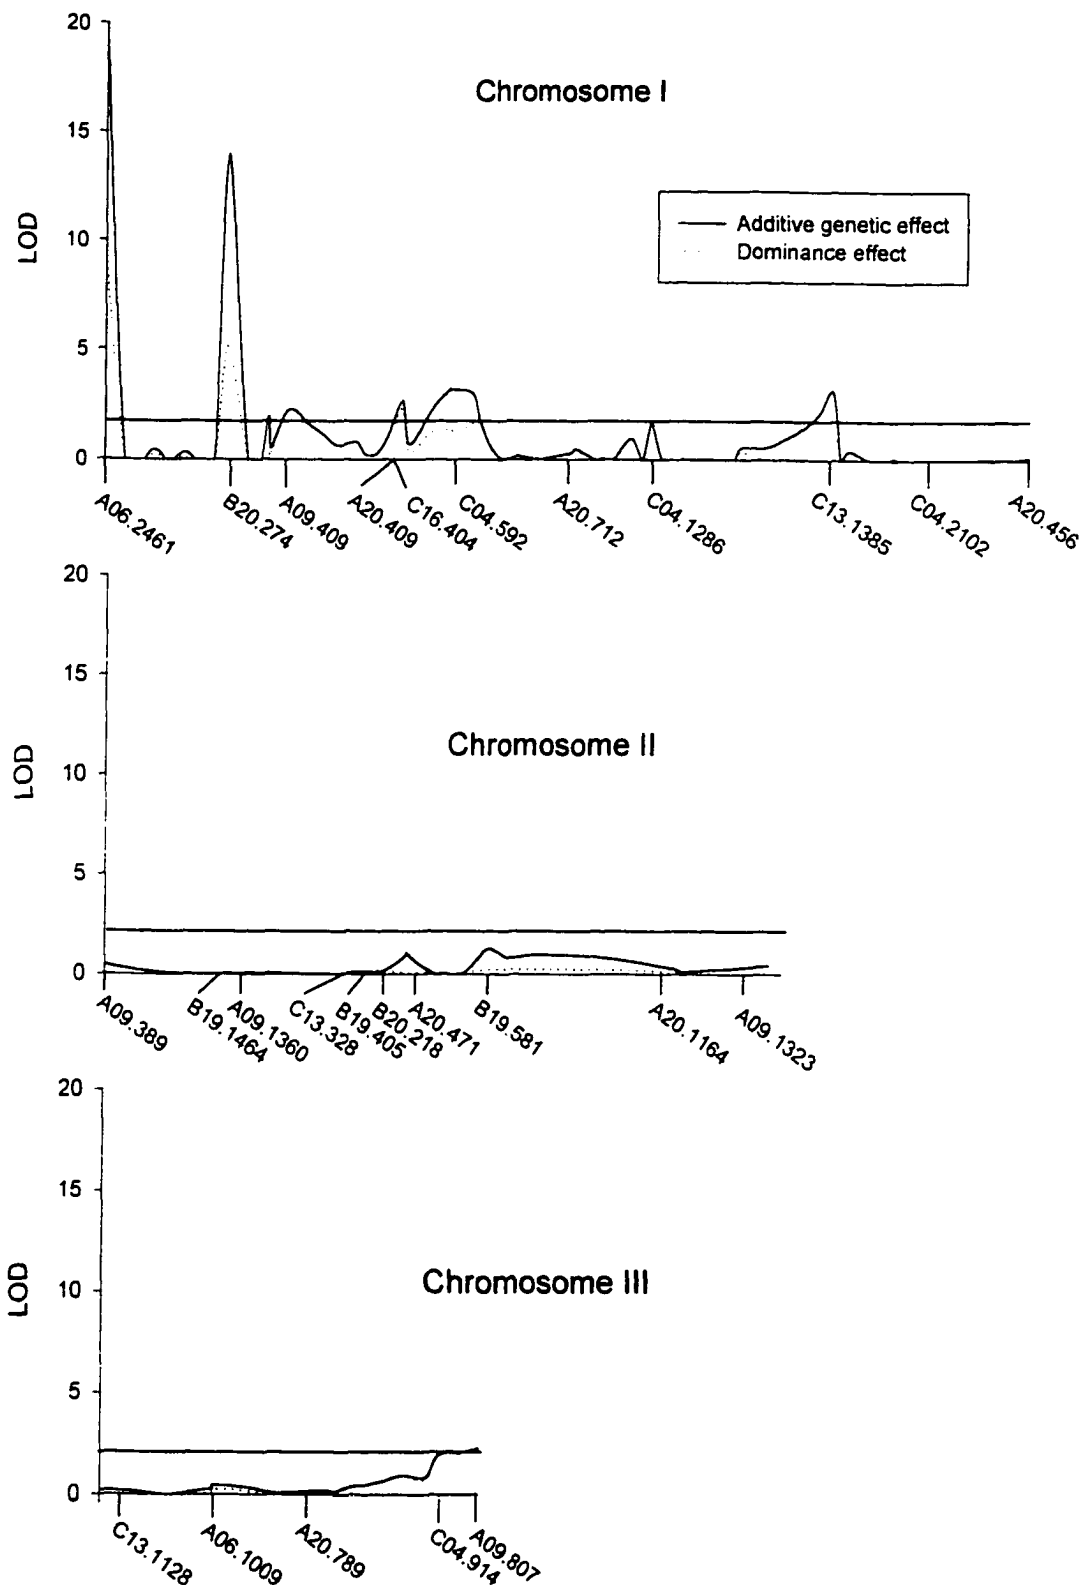 20
Chromosome I
15
LOD
10
Additive genetic effect
Dominance effect
5
0
A06.2461
B20.274
A09.409
A20.409
C16.404
C04.592
A20.712
C04.1286
C13.1385
C04.2102
A20.456
20
15
Chromosome II
LOD
10
5
0
A09.389
B19.1464
A09.1360
C13.328
B19.405
B20.218
A20.471
B19.581
A20.1164
A09.1323
20
15
LOD
10
Chromosome III
5
0
C13.1128
A06.1009
A20.789
C04.914
A09.807